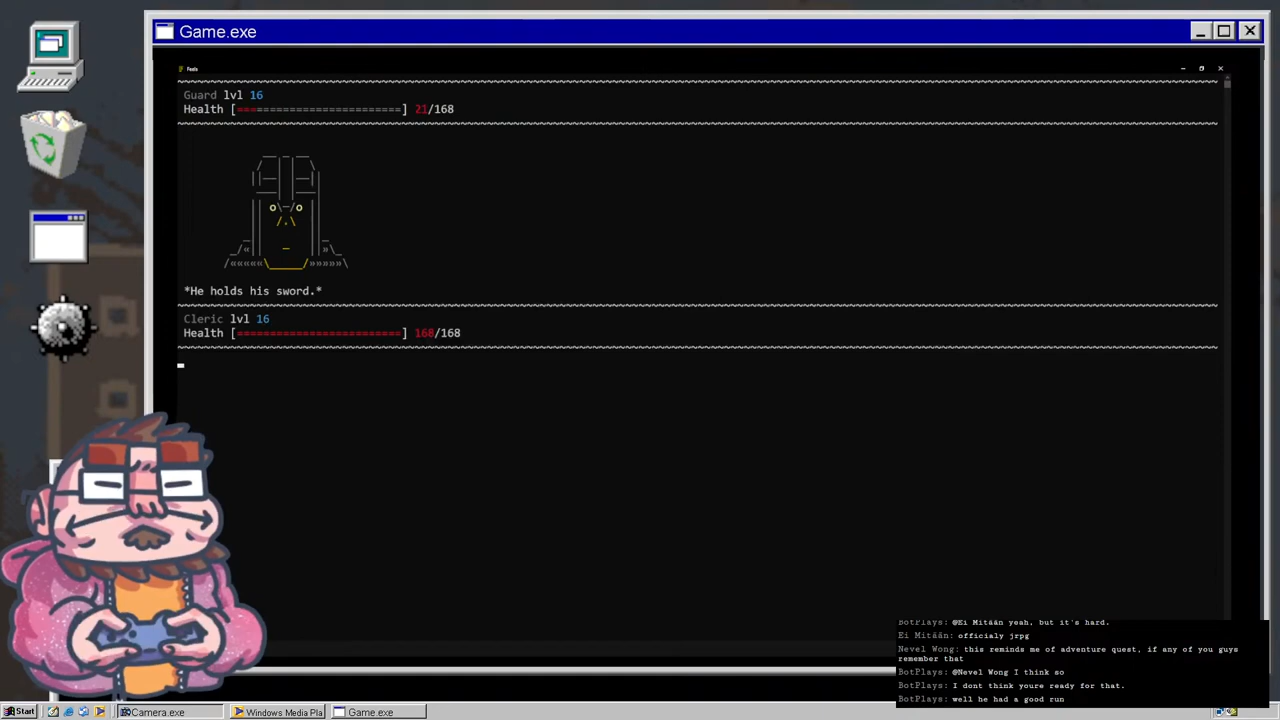 Game.exe
Feels
Guard lvl 16
Health [=========================] 21/168
*He holds his sword.*
Cleric lvl 16
Health [=========================] 168/168
BotPlays: @Ei Mitään yeah, but it's hard.
Ei Mitään: officialy jrpg
Nevel Wong: this reminds me of adventure quest, if any of you guys
remember that
BotPlays: @Nevel Wong I think so
BotPlays: I dont think youre ready for that.
BotPlays: well he had a good run
Start
Camera.exe
Windows Media Pla
Game.exe